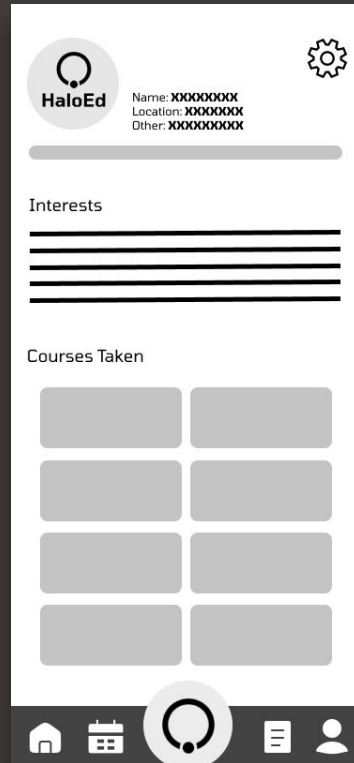 HaloEd
Name: XXXXXXXX
Location: XXXXXXX
Other: XXXXXXXXX
Interests
Courses Taken